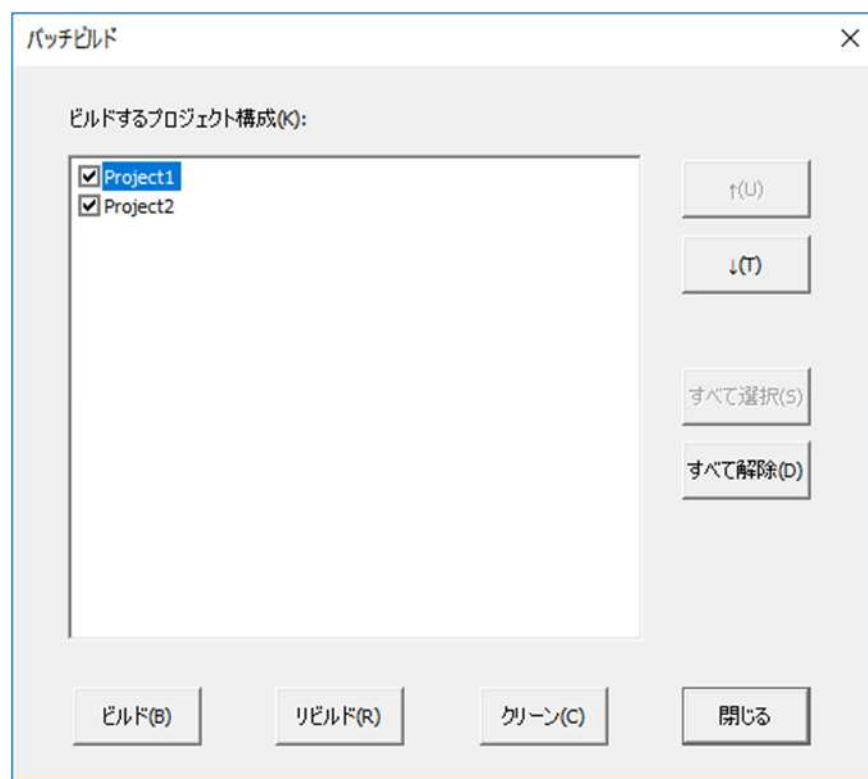 バッチビルド
ビルドするプロジェクト構成(K):
Project1
Project2
↑(U)
↓(T)
すべて選択(S)
すべて解除(D)
ビルド(B)
リビルド(R)
クリーン(C)
閉じる